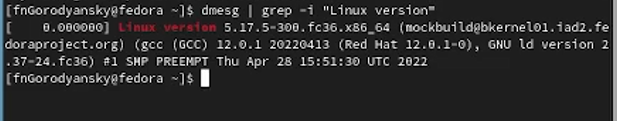 [fnGorodyansky@fedora ~]$ dmesg | grep -i "Linux version"
[    0.000000] Linux version 5.17.5-300.fc36.x86_64 (mockbuild@bkernel01.iad2.fe
doraproject.org) (gcc (GCC) 12.0.1 20220413 (Red Hat 12.0.1-0), GNU ld version 2
.37-24.fc36) #1 SMP PREEMPT Thu Apr 28 15:51:30 UTC 2022
[fnGorodyansky@fedora ~]$